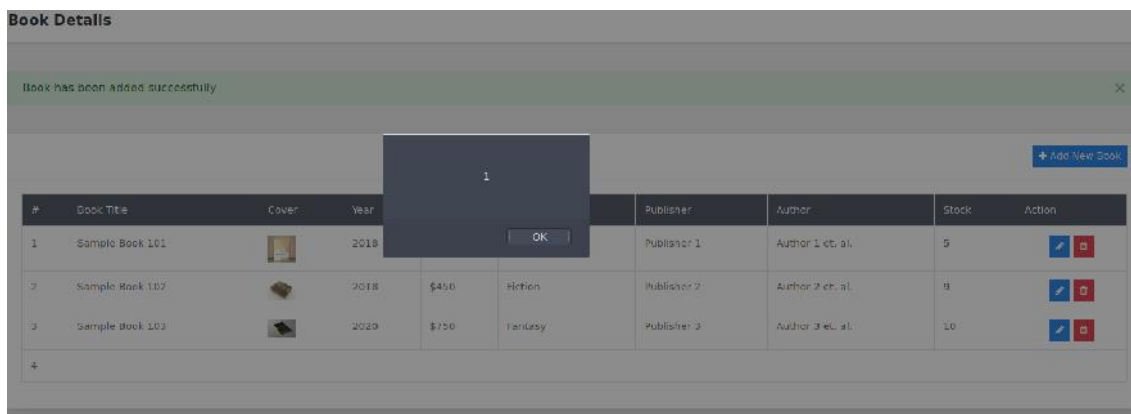 Book Details
Book has been added successfully ×
+ Add New Book
1
OK
# Book Title Cover Year Publisher Author Stock Action
1 Sample Book 101 2018 Publisher 1 Author 1 et. al. 5
2 Sample Book 102 2018 $450 Fiction Publisher 2 Author 2 et. al. 9
3 Sample Book 103 2020 $750 Fantasy Publisher 3 Author 3 et. al. 10
4